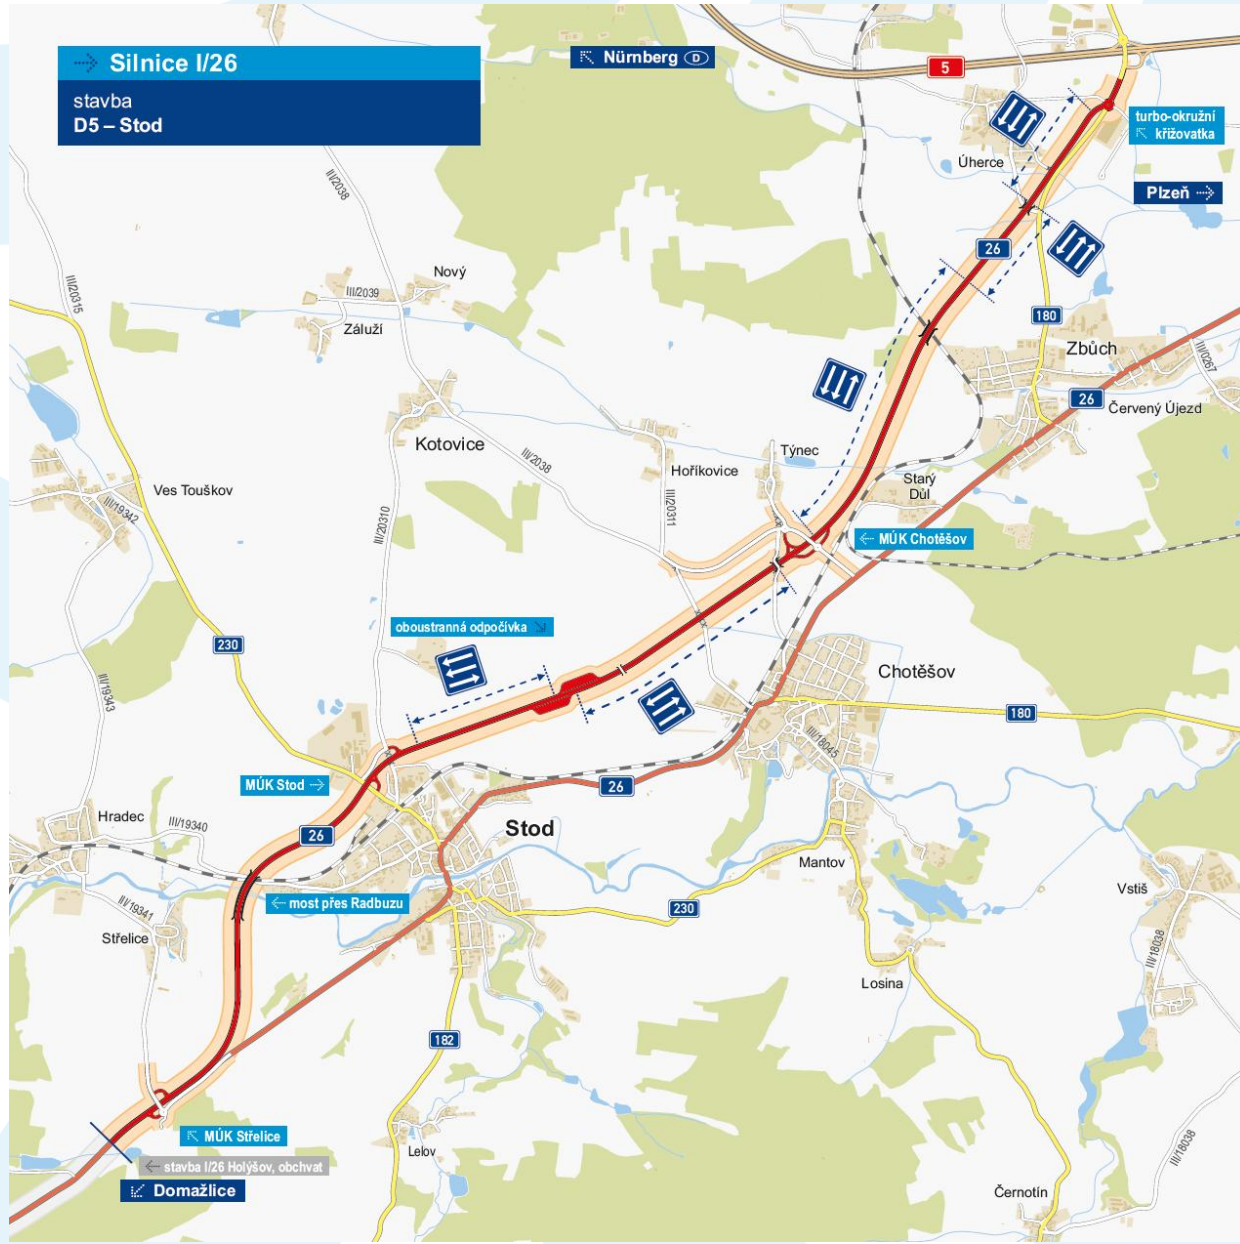 Silnice I/26
stavba
D5 – Stod
Nürnberg D
5
turbo-okružní
křižovatka
Úherce
Plzeň
III/2038
26
Nový
III/20315
III/2039
180
Záluží
Zbůch
III/0267
26
Červený Újezd
Kotovice
III/2038
Týnec
Hoříkovice
Starý
Důl
Ves Touškov
III/19342
III/20310
III/20311
MÚK Chotěšov
oboustranná odpočívka
230
Chotěšov
III/19343
180
III/18045
MÚK Stod
26
Hradec
III/19340
26
Stod
Mantov
Vstiš
most přes Radbuzu
230
III/19341
Střelice
III/18038
Losina
182
MÚK Střelice
Lelov
stavba I/26 Holýšov, obchvat
III/18038
Domažlice
Černotín